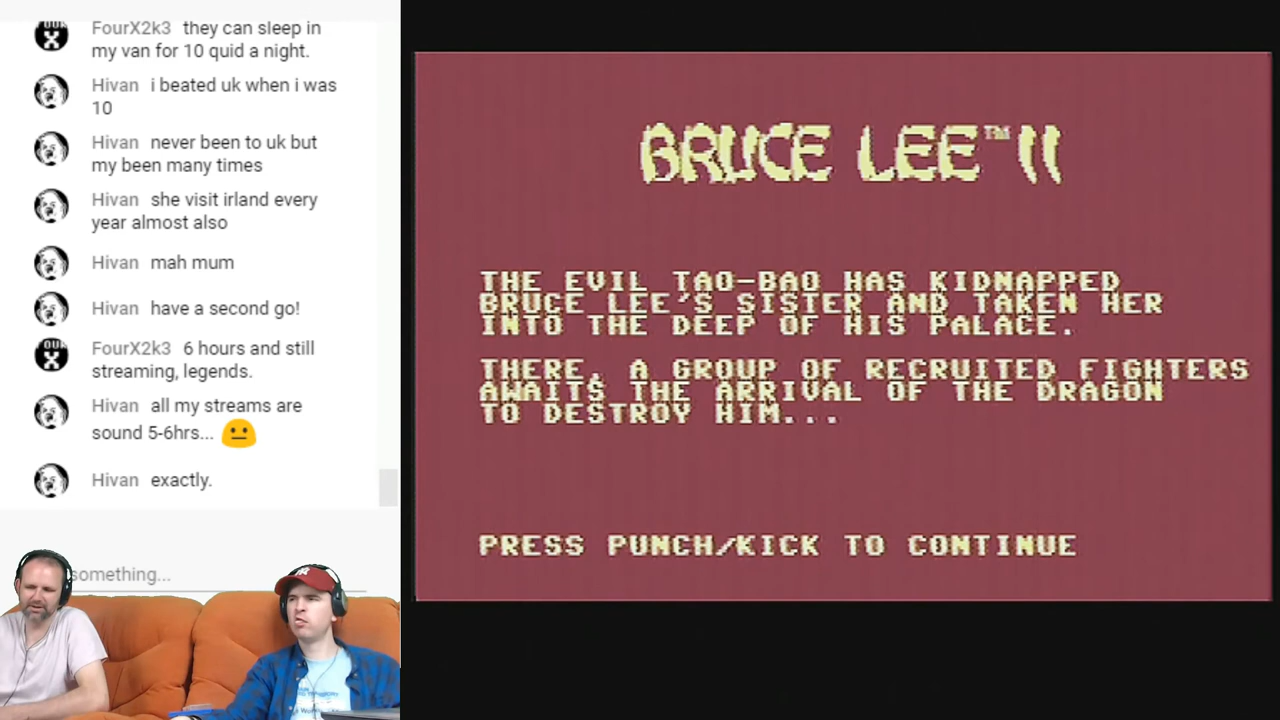 FourX2k3 they can sleep in
my van for 10 quid a night.
Hivan i beated uk when i was
10
Hivan never been to uk but
my been many times
Hivan she visit irland every
year almost also
Hivan mah mum
Hivan have a second go!
FourX2k3 6 hours and still
streaming, legends.
Hivan all my streams are
sound 5-6hrs... 😐
Hivan exactly.
something...
BRUCE LEE™ II
THE EVIL TAO-BAO HAS KIDNAPPED
BRUCE LEE'S SISTER AND TAKEN HER
INTO THE DEEP OF HIS PALACE.
THERE, A GROUP OF RECRUITED FIGHTERS
AWAITS THE ARRIVAL OF THE DRAGON
TO DESTROY HIM...
PRESS PUNCH/KICK TO CONTINUE